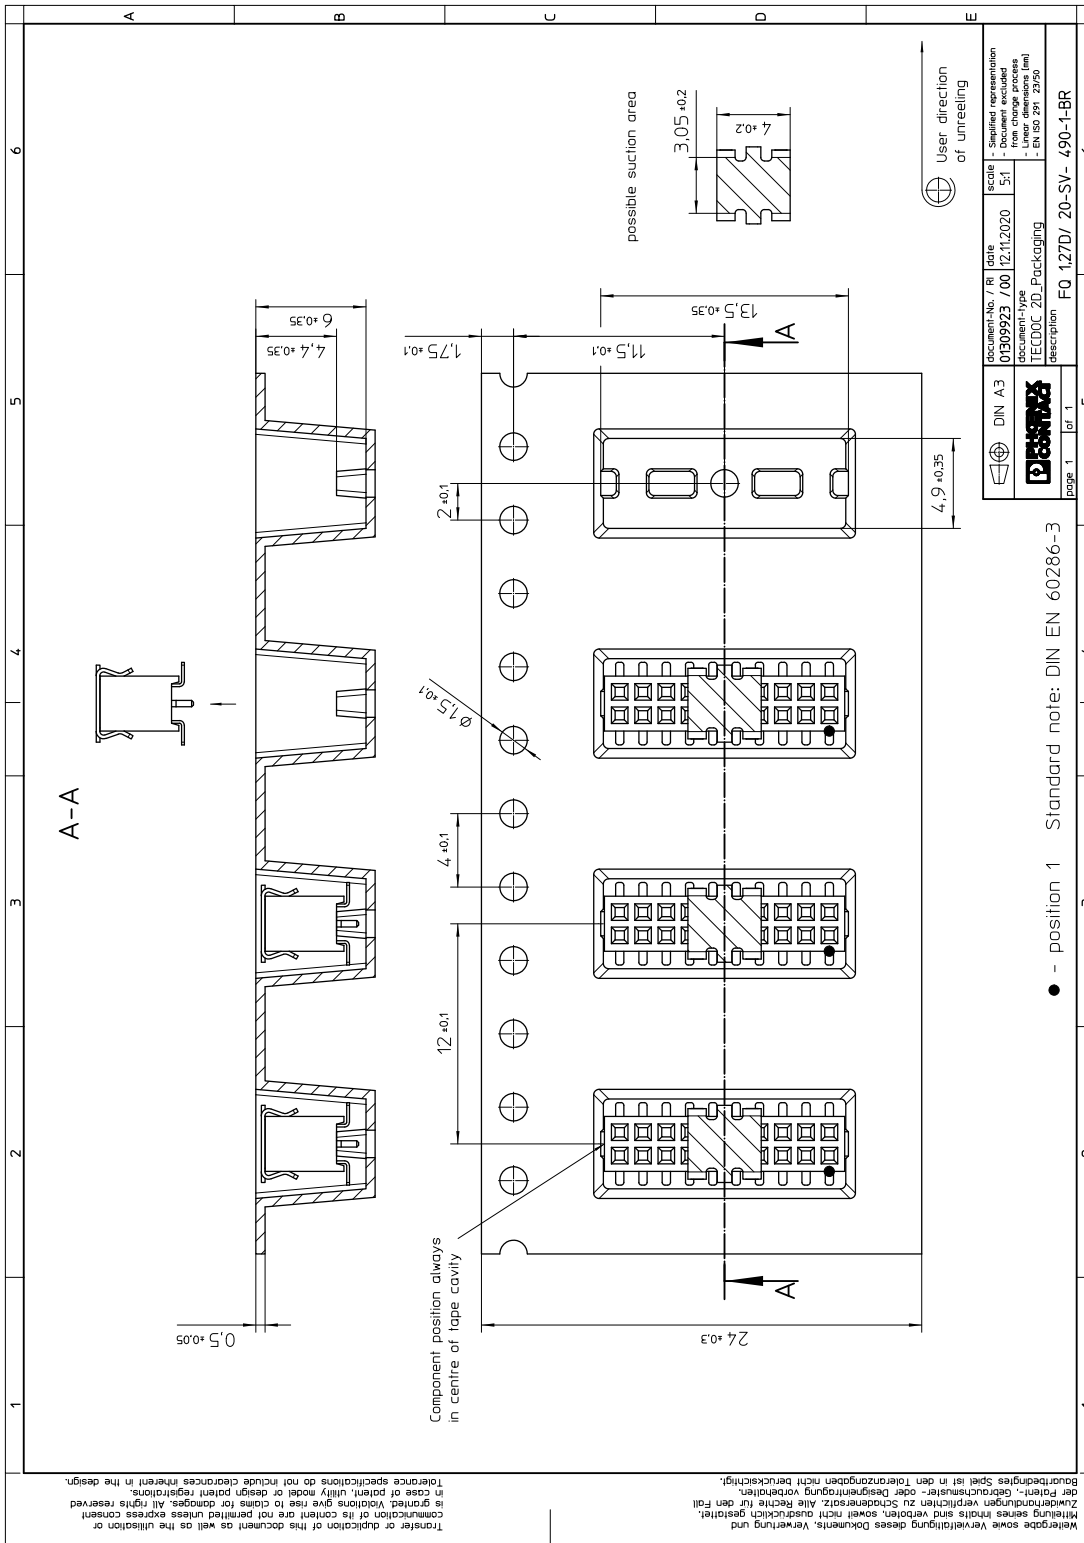 A
B
C
D
E
6
5
4
3
2
1
A-A
6 ±0,35
4,4 ±0,35
0,5 ±0,05
possible suction area
3,05 ±0,2
4 ±0,2
User direction
of unreeling
1,75 ±0,1
11,5 ±0,1
13,5 ±0,35
A
2 ±0,1
4,9 ±0,35
Ø 1,5 ±0,1
4 ±0,1
12 ±0,1
Component position always
in centre of tape cavity
A
24 ±0,3
● - position 1 Standard note: DIN EN 60286-3
DIN A3
PHOENIX
CONTACT
page 1 of 1
document-No. / RI
01309923 / 00
date
12.11.2020
scale
5:1
- Simplified representation
- Document excluded
from change process
- Linear dimensions [mm]
- EN ISO 291 23/50
document-type
TECDOC 2D_Packaging
description
FQ 1,27D/ 20-SV- 490-1-BR
Transfer or duplication of this document as well as the utilisation or
communication of its content are not permitted unless express consent
is granted. Violations give rise to claims for damages. All rights reserved
in case of patent, utility model or design patent registrations.
Tolerance specifications do not include clearances inherent in the design.
Weitergabe sowie Vervielfältigung dieses Dokuments, Verwertung und
Mitteilung seines Inhalts sind verboten, soweit nicht ausdrücklich gestattet.
Zuwiderhandlungen verpflichten zu Schadenersatz. Alle Rechte für den Fall
der Patent-, Gebrauchsmuster- oder Designeintragung vorbehalten.
Bauartbedingtes Spiel ist in den Toleranzangaben nicht berücksichtigt.